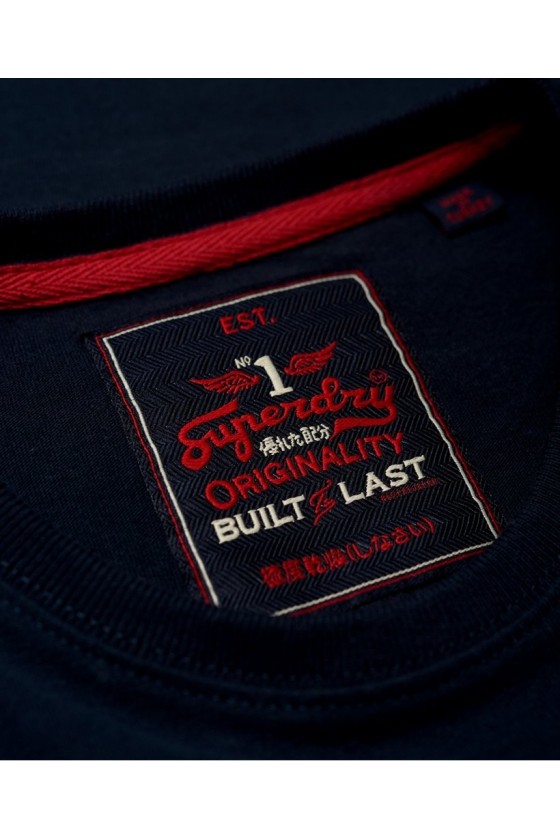 EST.
Nº 1
Superdry
優れた配分
ORIGINALITY
BUILT To LAST
極度乾燥(しなさい)